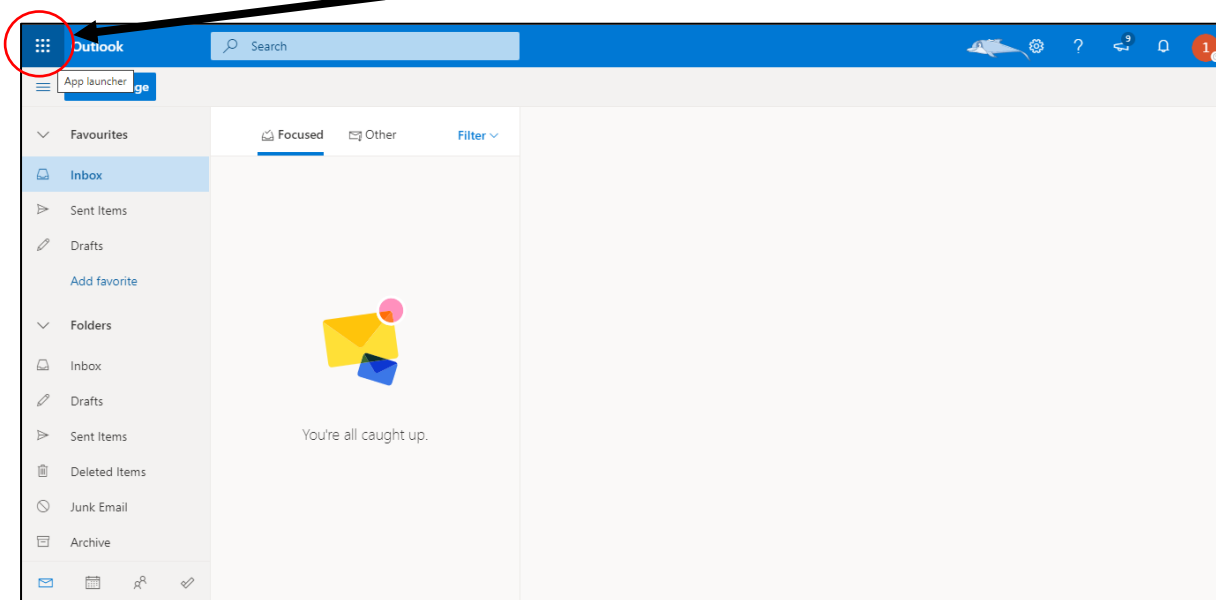 Outlook
Search
9
1
App launcher
ge
Favourites
Focused
Other
Filter
Inbox
Sent Items
Drafts
Add favorite
Folders
Inbox
Drafts
You're all caught up.
Sent Items
Deleted Items
Junk Email
Archive